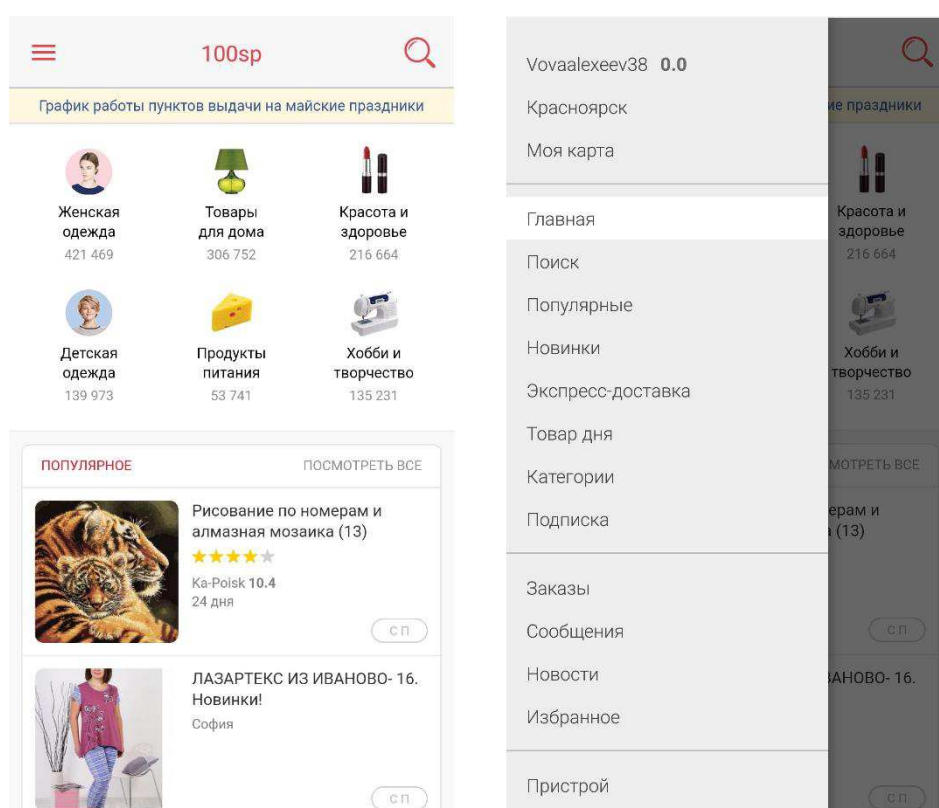 100sp
График работы пунктов выдачи на майские праздники
Женская
одежда
421 469
Товары
для дома
306 752
Красота и
здоровье
216 664
Детская
одежда
139 973
Продукты
питания
53 741
Хобби и
творчество
135 231
ПОПУЛЯРНОЕ
ПОСМОТРЕТЬ ВСЕ
Рисование по номерам и
алмазная мозаика (13)
Ka-Poisk 10.4
24 дня
СП
ЛАЗАРТЕКС ИЗ ИВАНОВО- 16.
Новинки!
София
СП
Vovaalexeev38 0.0
Красноярск
Моя карта
Главная
Поиск
Популярные
Новинки
Экспресс-доставка
Товар дня
Категории
Подписка
Заказы
Сообщения
Новости
Избранное
Пристрой
ие праздники
Красота и
здоровье
216 664
Хобби и
творчество
135 231
МОТРЕТЬ ВСЕ
ерам и
(13)
СП
ВАНОВО- 16.
СП